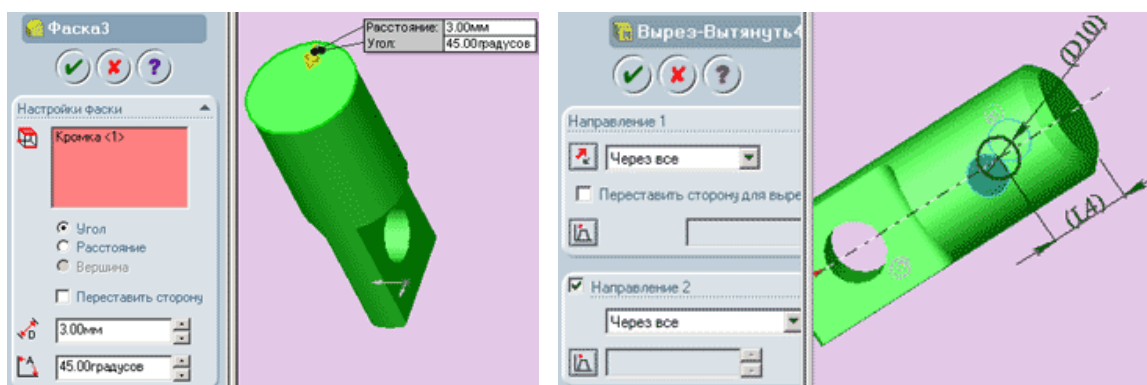 Фаска3
Настройки фаски
Кромка <1>
Угол
Расстояние
Вершина
Переставить сторону
3.00мм
45.00градусов
Расстояние: 3.00мм
Угол: 45.00градусов
Вырез-Вытянуть4
Направление 1
Через все
Переставить сторону для выре
Направление 2
Через все
(D10)
(L4)